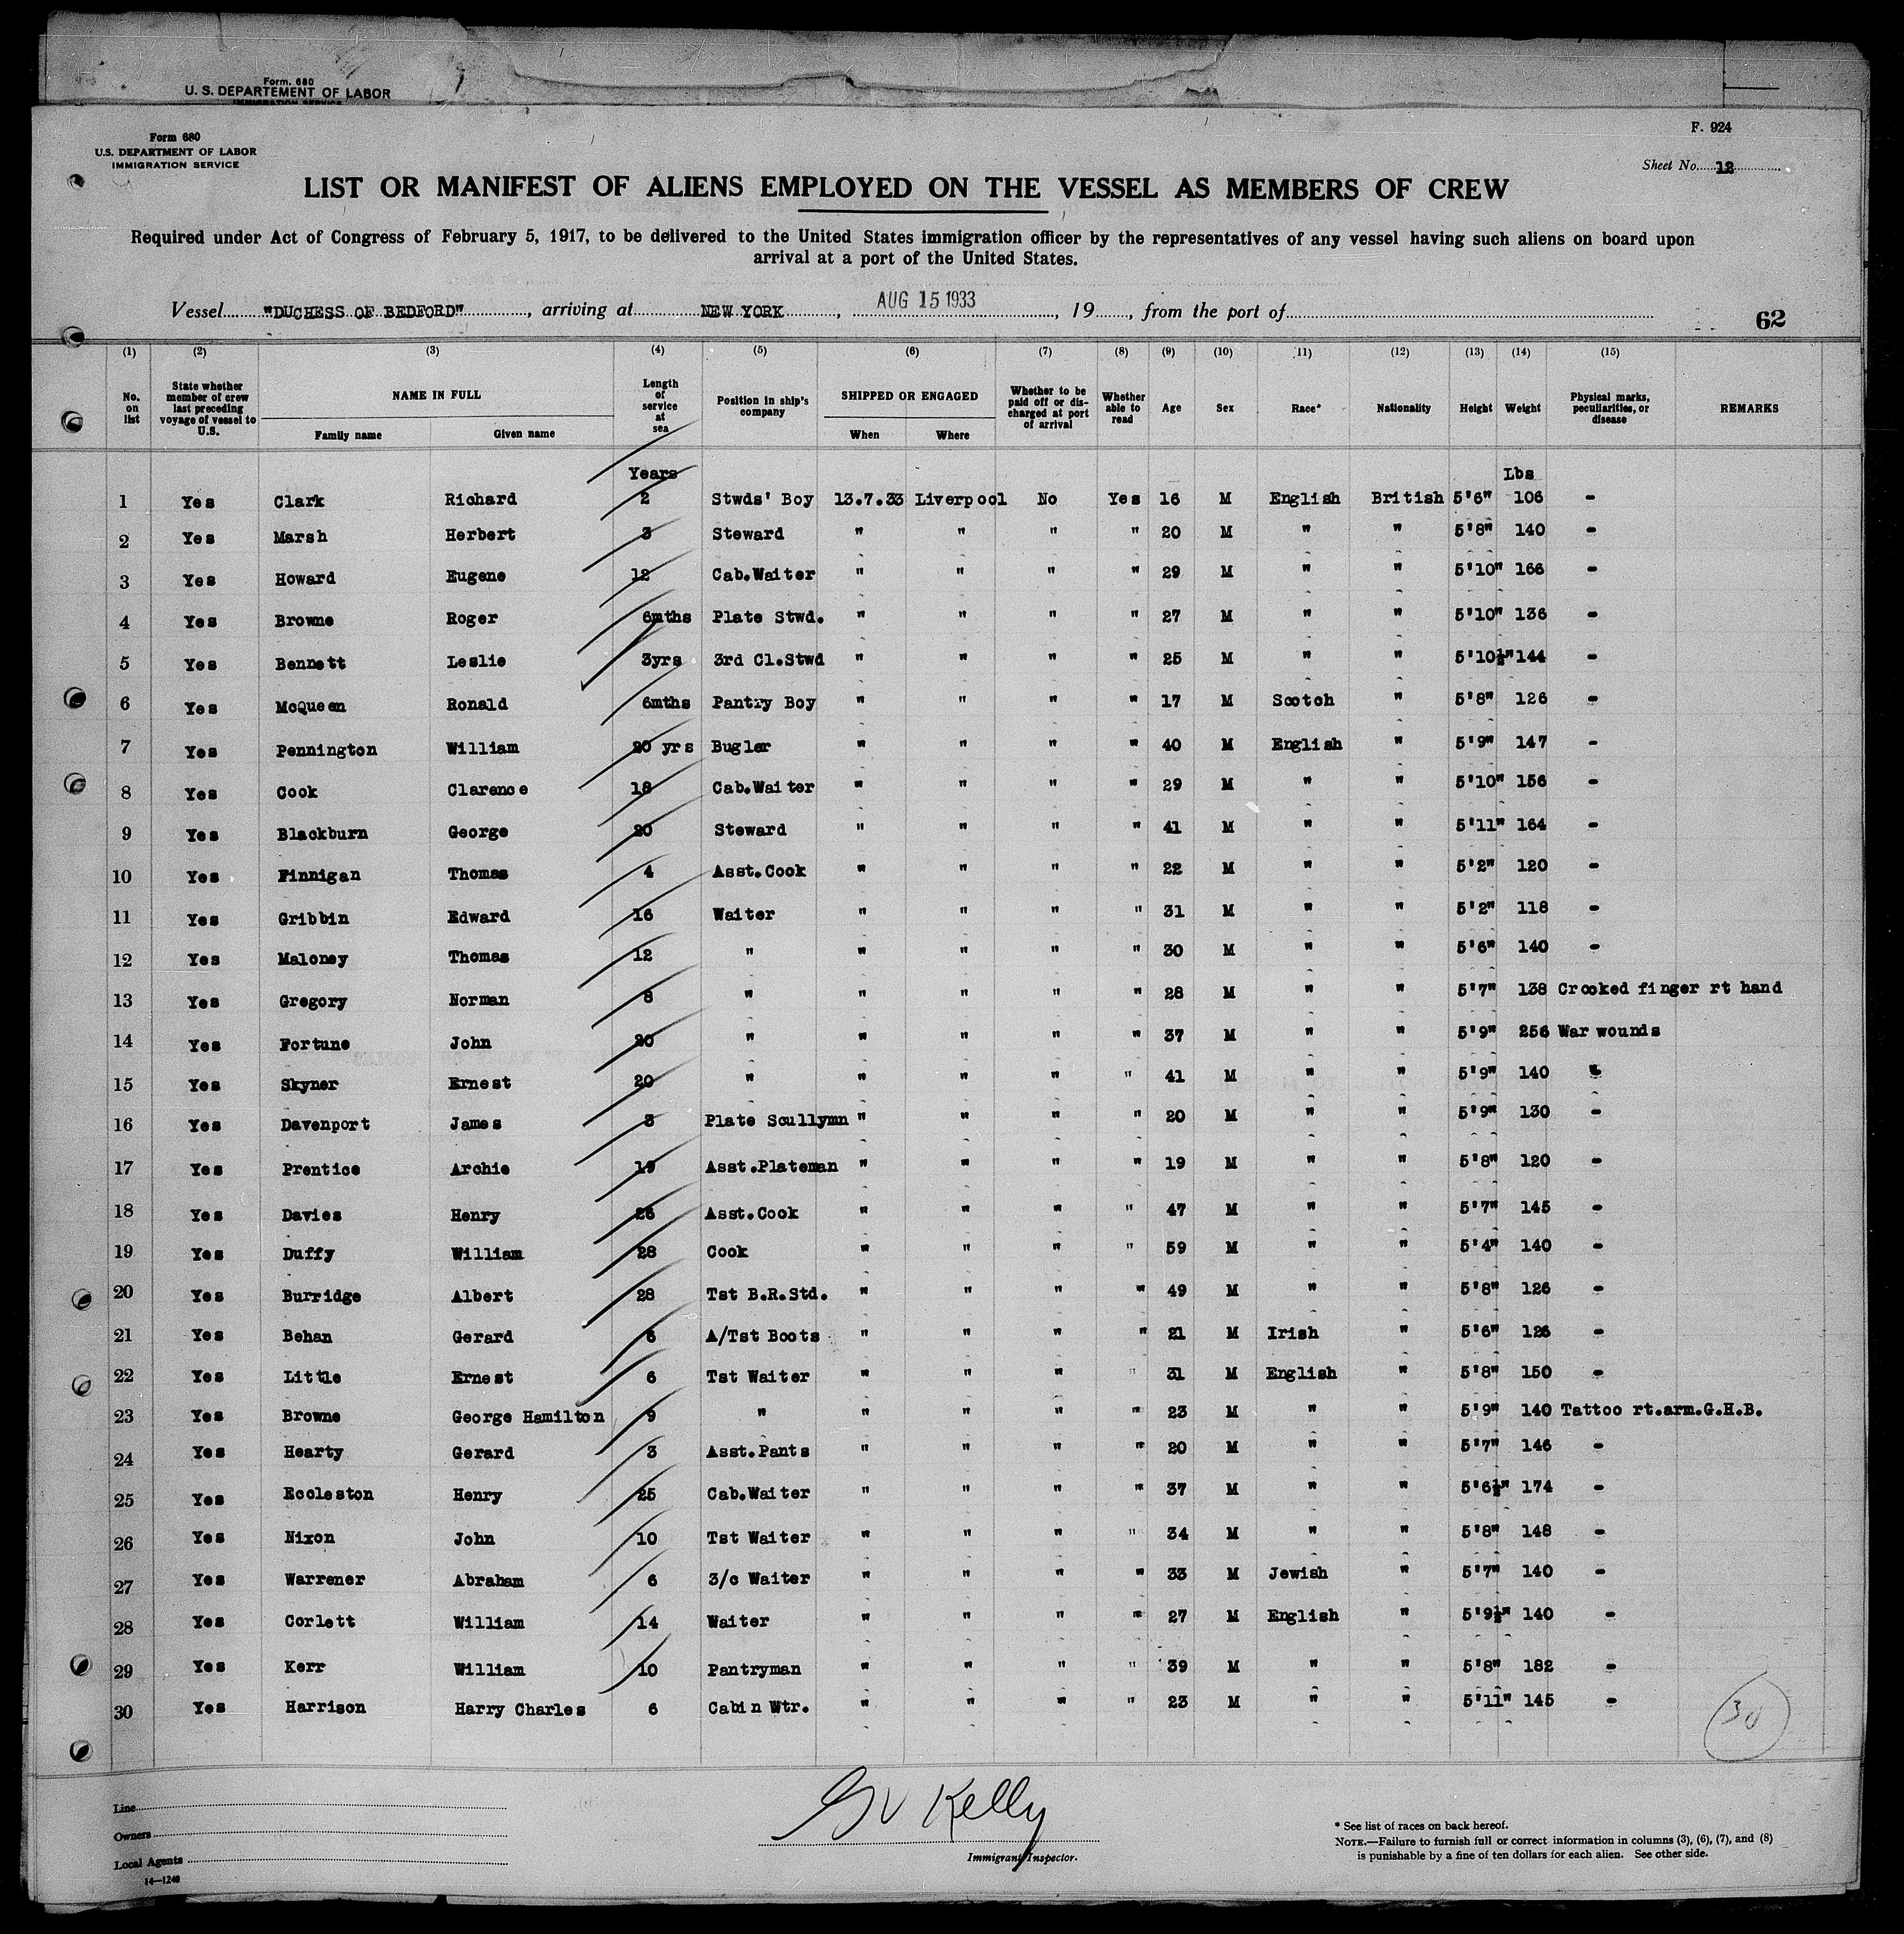 Form. 680
U. S. DEPARTEMENT OF LABOR
IMMIGRATION SERVICE
Form 680
U.S. DEPARTMENT OF LABOR
IMMIGRATION SERVICE
F. 924
Sheet No. 12
LIST OR MANIFEST OF ALIENS EMPLOYED ON THE VESSEL AS MEMBERS OF CREW
Required under Act of Congress of February 5, 1917, to be delivered to the United States immigration officer by the representatives of any vessel having such aliens on board upon
arrival at a port of the United States.
Vessel "DUCHESS OF BEDFORD", arriving at NEW YORK, AUG 15 1933, 19, from the port of
62
(1) (2) (3) (4) (5) (6) (7) (8) (9) (10) 11) (12) (13) (14) (15)
No. on list State whether member of crew last preceding voyage of vessel to U.S. NAME IN FULL Family name Given name Length of service at sea Position in ship's company SHIPPED OR ENGAGED When Where Whether to be paid off or discharged at port of arrival Whether able to read Age Sex Race* Nationality Height Weight Physical marks, peculiarities, or disease REMARKS
Years Lbs
1 Yes Clark Richard 2 Stwds' Boy 13.7.33 Liverpool No Yes 16 M English British 5'6" 106 -
2 Yes Marsh Herbert 3 Steward " " " " 20 M " " 5'8" 140 -
3 Yes Howard Eugene 12 Cab.Waiter " " " " 29 M " " 5'10" 166 -
4 Yes Browne Roger 6mths Plate Stwd. " " " " 27 M " " 5'10" 136 -
5 Yes Bennett Leslie 3yrs 3rd Cl.Stwd " " " " 25 M " " 5'10½" 144 -
6 Yes McQueen Ronald 6mths Pantry Boy " " " " 17 M Scotch " 5'8" 126 -
7 Yes Pennington William 20 yrs Bugler " " " " 40 M English " 5'9" 147 -
8 Yes Cook Clarence 18 Cab.Waiter " " " " 29 M " " 5'10" 156 -
9 Yes Blackburn George 20 Steward " " " " 41 M " " 5'11" 164 -
10 Yes Finnigan Thomas 4 Asst.Cook " " " " 22 M " " 5'2" 120 -
11 Yes Gribbin Edward 16 Waiter " " " " 31 M " " 5'2" 118 -
12 Yes Maloney Thomas 12 " " " " " 30 M " " 5'6" 140 -
13 Yes Gregory Norman 8 " " " " " 28 M " " 5'7" 138 Crooked finger rt hand
14 Yes Fortune John 20 " " " " " 37 M " " 5'9" 256 War wounds
15 Yes Skyner Ernest 20 " " " " " 41 M " " 5'9" 140
16 Yes Davenport James 3 Plate Scullymn " " " " 20 M " " 5'9" 130 -
17 Yes Prentice Archie 19 Asst.Plateman " " " " 19 M " " 5'8" 120 -
18 Yes Davies Henry 26 Asst.Cook " " " " 47 M " " 5'7" 145 -
19 Yes Duffy William 28 Cook " " " " 59 M " " 5'4" 140 -
20 Yes Burridge Albert 28 Tst B.R.Std. " " " " 49 M " " 5'8" 126 -
21 Yes Behan Gerard 6 A/Tst Boots " " " " 21 M Irish " 5'6" 126 -
22 Yes Little Ernest 6 Tst Waiter " " " " 31 M English " 5'8" 150 -
23 Yes Browne George Hamilton 9 " " " " " 23 M " " 5'9" 140 Tattoo rt.arm.G.H.B.
24 Yes Hearty Gerard 3 Asst.Pants " " " " 20 M " " 5'7" 146 -
25 Yes Eccleston Henry 25 Cab.Waiter " " " " 37 M " " 5'6½" 174 -
26 Yes Nixon John 10 Tst Waiter " " " " 34 M " " 5'8" 148 -
27 Yes Warrener Abraham 6 3/c Waiter " " " " 33 M Jewish " 5'7" 140 -
28 Yes Corlett William 14 Waiter " " " " 27 M English " 5'9½" 140 -
29 Yes Kerr William 10 Pantryman " " " " 39 M " " 5'8" 182 -
30 Yes Harrison Harry Charles 6 Cabin Wtr. " " " " 23 M " " 5'11" 145 -
30
Line
Owners
Local Agents
14—1240
Kelly
Immigrant Inspector.
* See list of races on back hereof.
NOTE.—Failure to furnish full or correct information in columns (3), (6), (7), and (8)
is punishable by a fine of ten dollars for each alien. See other side.